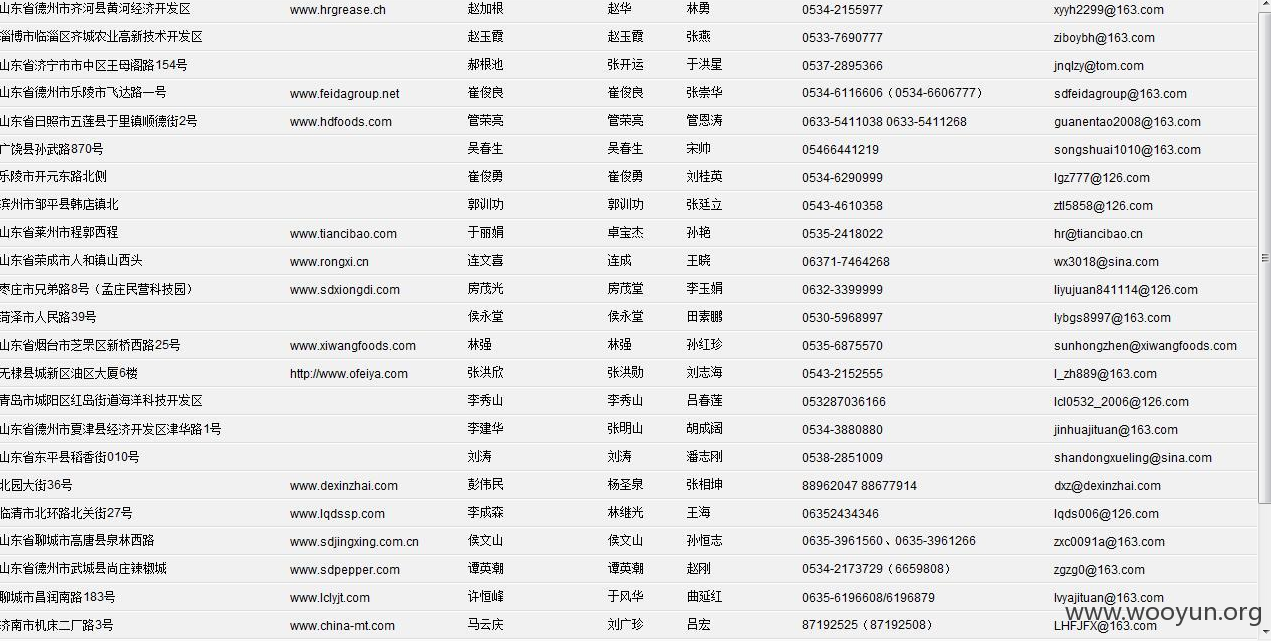 山东省德州市齐河县黄河经济开发区 www.hrgrease.ch 赵加根 赵华 林勇 0534-2155977 xyyh2299@163.com
淄博市临淄区齐城农业高新技术开发区 赵玉霞 赵玉霞 张燕 0533-7690777 ziboybh@163.com
山东省济宁市市中区王母阁路154号 郝根池 张开运 于洪星 0537-2895366 jnqlzy@tom.com
山东省德州市乐陵市飞达路一号 www.feidagroup.net 崔俊良 崔俊良 张崇华 0534-6116606（0534-6606777） sdfeidagroup@163.com
山东省日照市五莲县于里镇顺德街2号 www.hdfoods.com 管荣亮 管荣亮 管恩涛 0633-5411038 0633-5411268 guanentao2008@163.com
广饶县孙武路870号 吴春生 吴春生 宋帅 05466441219 songshuai1010@163.com
乐陵市开元东路北侧 崔俊勇 崔俊勇 刘桂英 0534-6290999 lgz777@126.com
滨州市邹平县韩店镇北 郭训功 郭训功 张廷立 0543-4610358 ztl5858@126.com
山东省莱州市程郭西程 www.tiancibao.com 于丽娟 卓宝杰 孙艳 0535-2418022 hr@tiancibao.cn
山东省荣成市人和镇山西头 www.rongxi.cn 连文喜 连成 王晓 06371-7464268 wx3018@sina.com
枣庄市兄弟路8号（孟庄民营科技园） www.sdxiongdi.com 房茂光 房茂堂 李玉娟 0632-3399999 liyujuan841114@126.com
菏泽市人民路39号 侯永堂 侯永堂 田素鹏 0530-5968997 lybgs8997@163.com
山东省烟台市芝罘区新桥西路25号 www.xiwangfoods.com 林强 林强 孙红珍 0535-6875570 sunhongzhen@xiwangfoods.com
无棣县城新区油区大厦6楼 http://www.ofeiya.com 张洪欣 张洪勋 刘志海 0543-2152555 l_zh889@163.com
青岛市城阳区红岛街道海洋科技开发区 李秀山 李秀山 吕春莲 053287036166 lcl0532_2006@126.com
山东省德州市夏津县经济开发区津华路1号 李建华 张明山 胡成阔 0534-3880880 jinhuajituan@163.com
山东省东平县稻香街010号 刘涛 刘涛 潘志刚 0538-2851009 shandongxueling@sina.com
北园大街36号 www.dexinzhai.com 彭伟民 杨圣泉 张相坤 88962047 88677914 dxz@dexinzhai.com
临清市北环路北关街27号 www.lqdssp.com 李成森 林继光 王海 06352434346 lqds006@126.com
山东省聊城市高唐县泉林西路 www.sdjingxing.com.cn 侯文山 侯文山 孙恒志 0635-3961560、0635-3961266 zxc0091a@163.com
山东省德州市武城县尚庄辣椒城 www.sdpepper.com 谭英潮 谭英潮 赵刚 0534-2173729（6659808） zgzg0@163.com
聊城市昌润南路183号 www.lclyjt.com 许恒峰 于风华 曲延红 0635-6196608/6196879 lvyajituan@163.com
济南市机床二厂路3号 www.china-mt.com 马云庆 刘广珍 吕宏 87192525（87192508） LHFJFX@163.com
www.wooyun.org